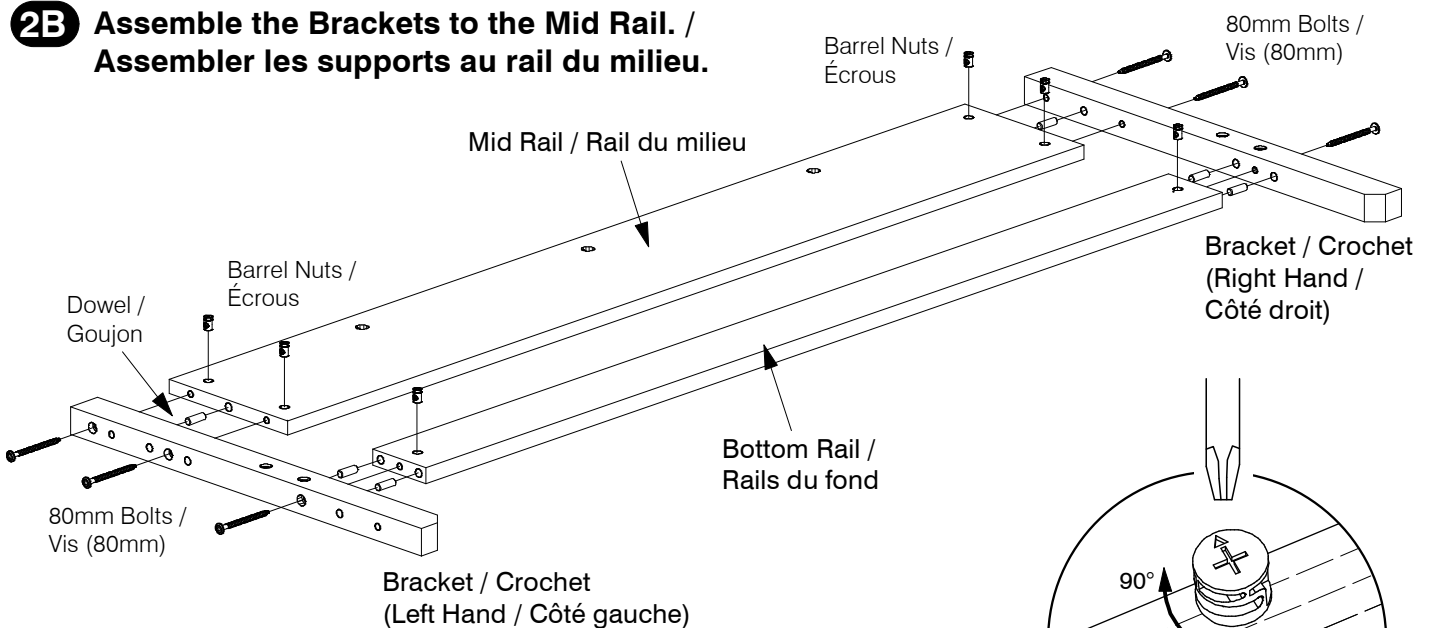 2B Assemble the Brackets to the Mid Rail. /
Assembler les supports au rail du milieu.
Barrel Nuts /
Écrous
80mm Bolts /
Vis (80mm)
Mid Rail / Rail du milieu
Barrel Nuts /
Écrous
Dowel /
Goujon
Bracket / Crochet
(Right Hand /
Côté droit)
Bottom Rail /
Rails du fond
80mm Bolts /
Vis (80mm)
Bracket / Crochet
(Left Hand / Côté gauche)
90°